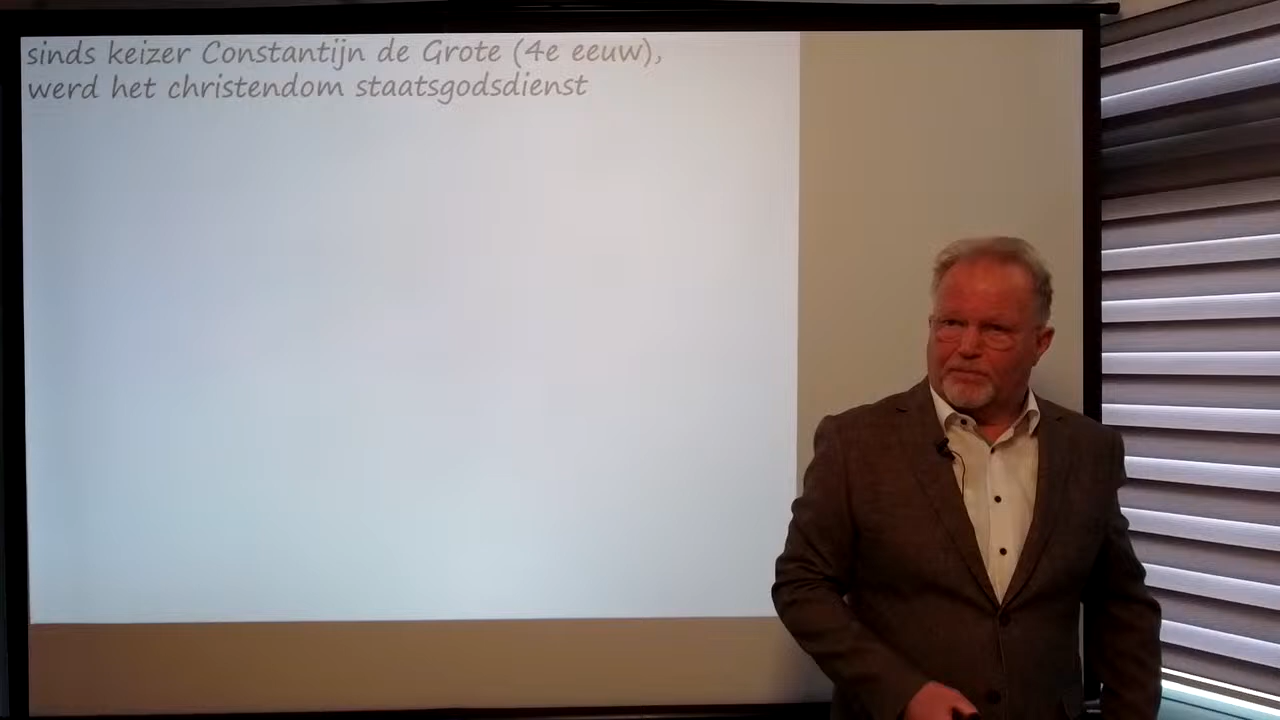 sinds keizer Constantijn de Grote (4e eeuw),
werd het christendom staatsgodsdienst